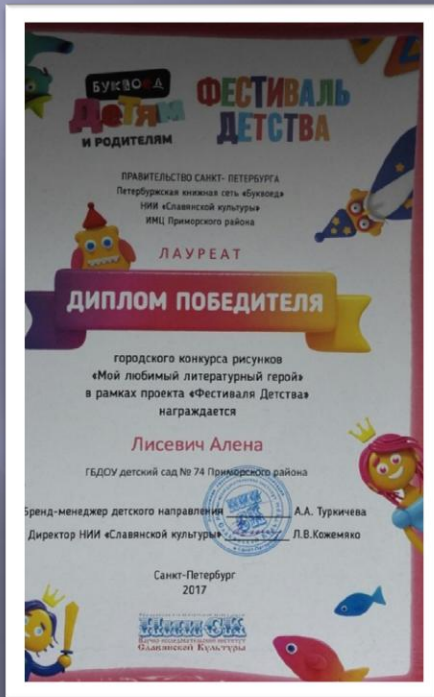 БУКВОЕД
ДеТЯМ
И РОДИТЕЛЯМ
ФЕСТИВАЛЬ
ДЕТСТВА
ПРАВИТЕЛЬСТВО САНКТ- ПЕТЕРБУРГА
Петербуржская книжная сеть «Буквоед»
НИИ «Славянской культуры»
ИМЦ Приморского района
ЛАУРЕАТ
ДИПЛОМ ПОБЕДИТЕЛЯ
городского конкурса рисунков
«Мой любимый литературный герой»
в рамках проекта «Фестиваля Детства»
награждается
Лисевич Алена
ГБДОУ детский сад № 74 Приморского района
Бренд-менеджер детского направления А.А. Туркичева
Директор НИИ «Славянской культуры» Л.В.Кожемяко
Санкт-Петербург
2017
Научно-исследовательский институт
Славянской Культуры